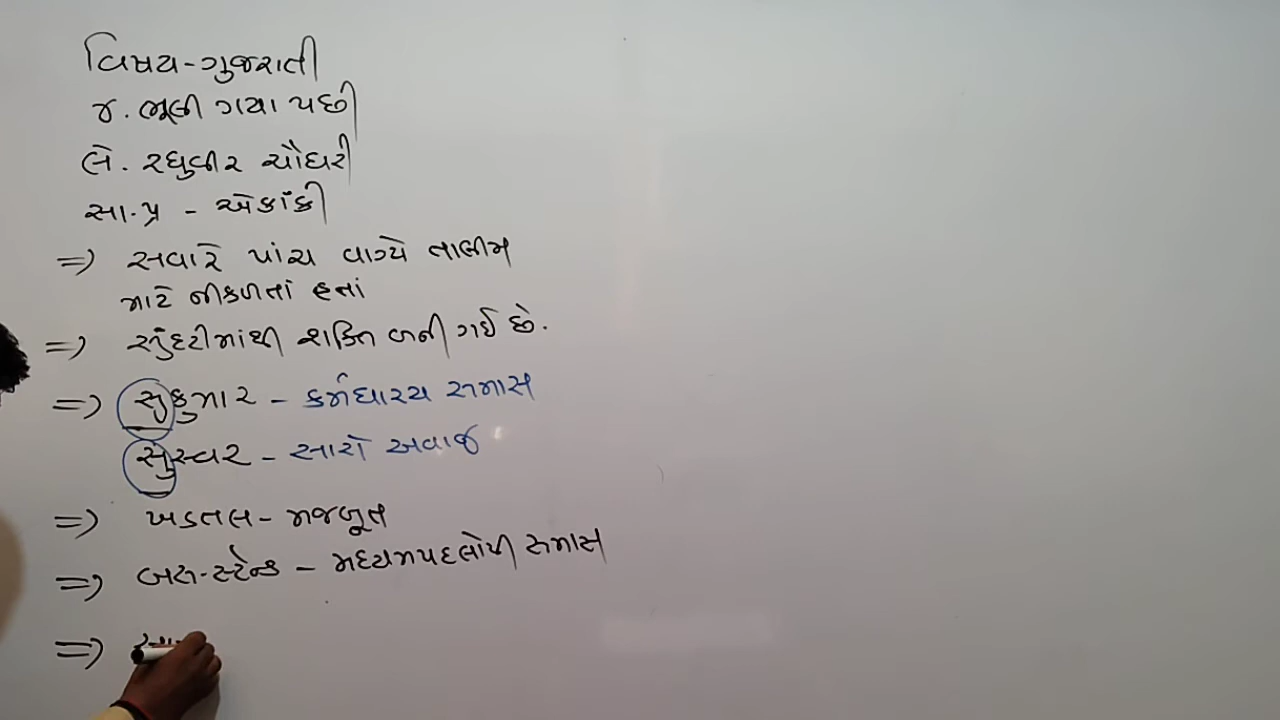 વિષય-ગુજરાતી
૪. ભૂલી ગયા પછી
લે. રઘુવીર ચૌધરી
સા.પ્ર - એકાંકી
=> સવારે પાંચ વાગ્યે તાલીમ
માટે નીકળતાં હતાં
=> સુંદરીમાંથી શક્તિ બની ગઈ છે.
=> સુકુમાર - કર્મધારય સમાસ
સુસ્વર - સારો અવાજ
=> ખડતલ - મજબૂત
=> બસ-સ્ટેન્ડ - મધ્યમપદલોપી સમાસ
=>